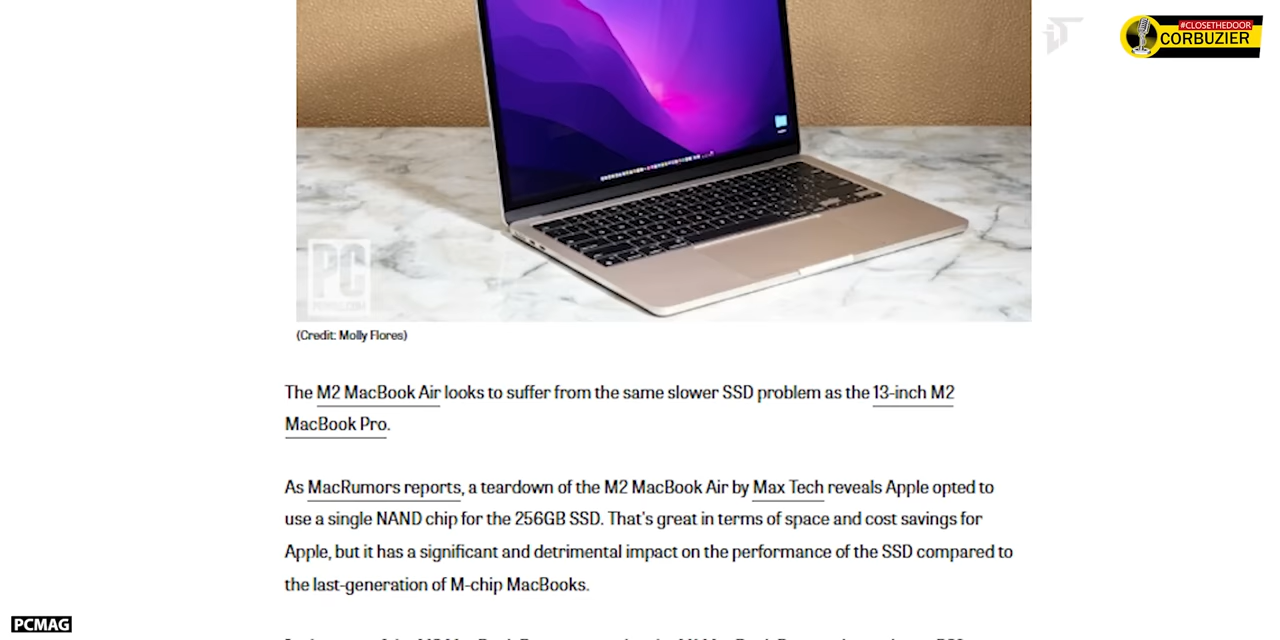 #CLOSETHEDOOR
CORBUZIER
PC
(Credit: Molly Flores)
The M2 MacBook Air looks to suffer from the same slower SSD problem as the 13-inch M2
MacBook Pro.
As MacRumors reports, a teardown of the M2 MacBook Air by Max Tech reveals Apple opted to
use a single NAND chip for the 256GB SSD. That's great in terms of space and cost savings for
Apple, but it has a significant and detrimental impact on the performance of the SSD compared to
the last-generation of M-chip MacBooks.
PCMAG